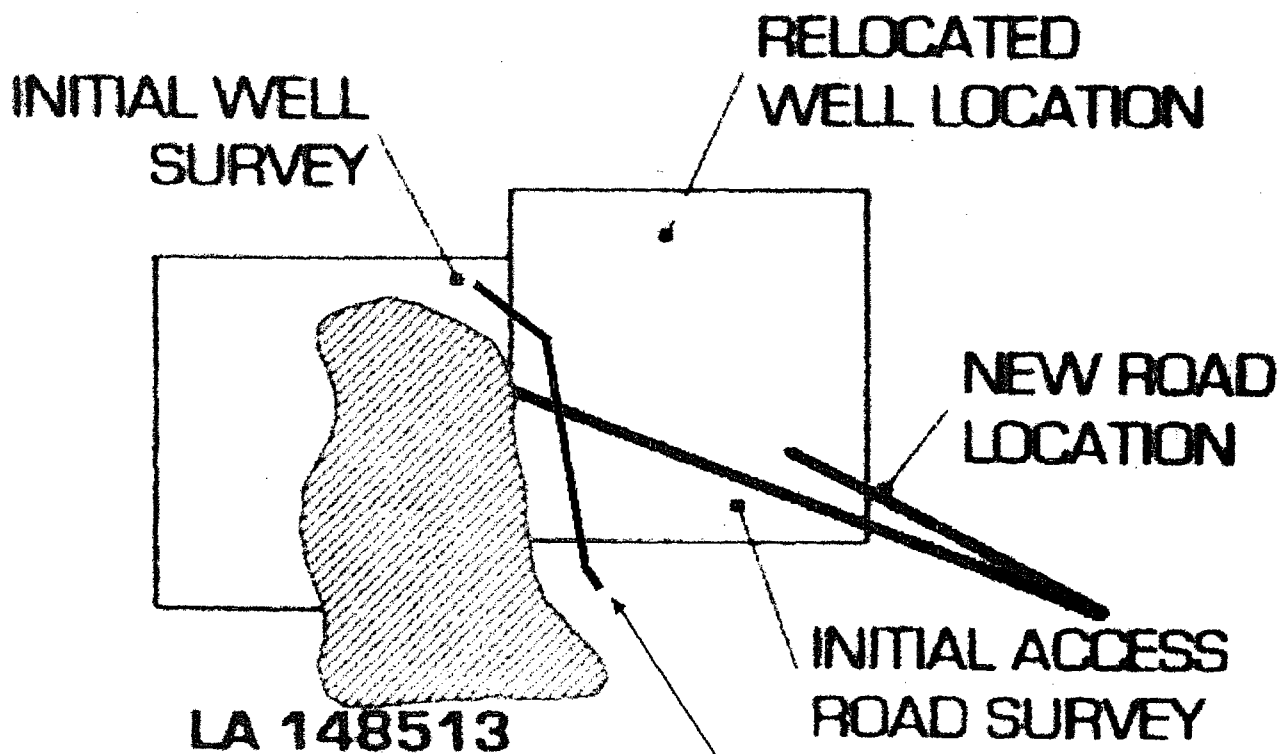 RELOCATED
WELL LOCATION
INITIAL WELL
SURVEY
NEW ROAD
LOCATION
INITIAL ACCESS
ROAD SURVEY
LA 148513